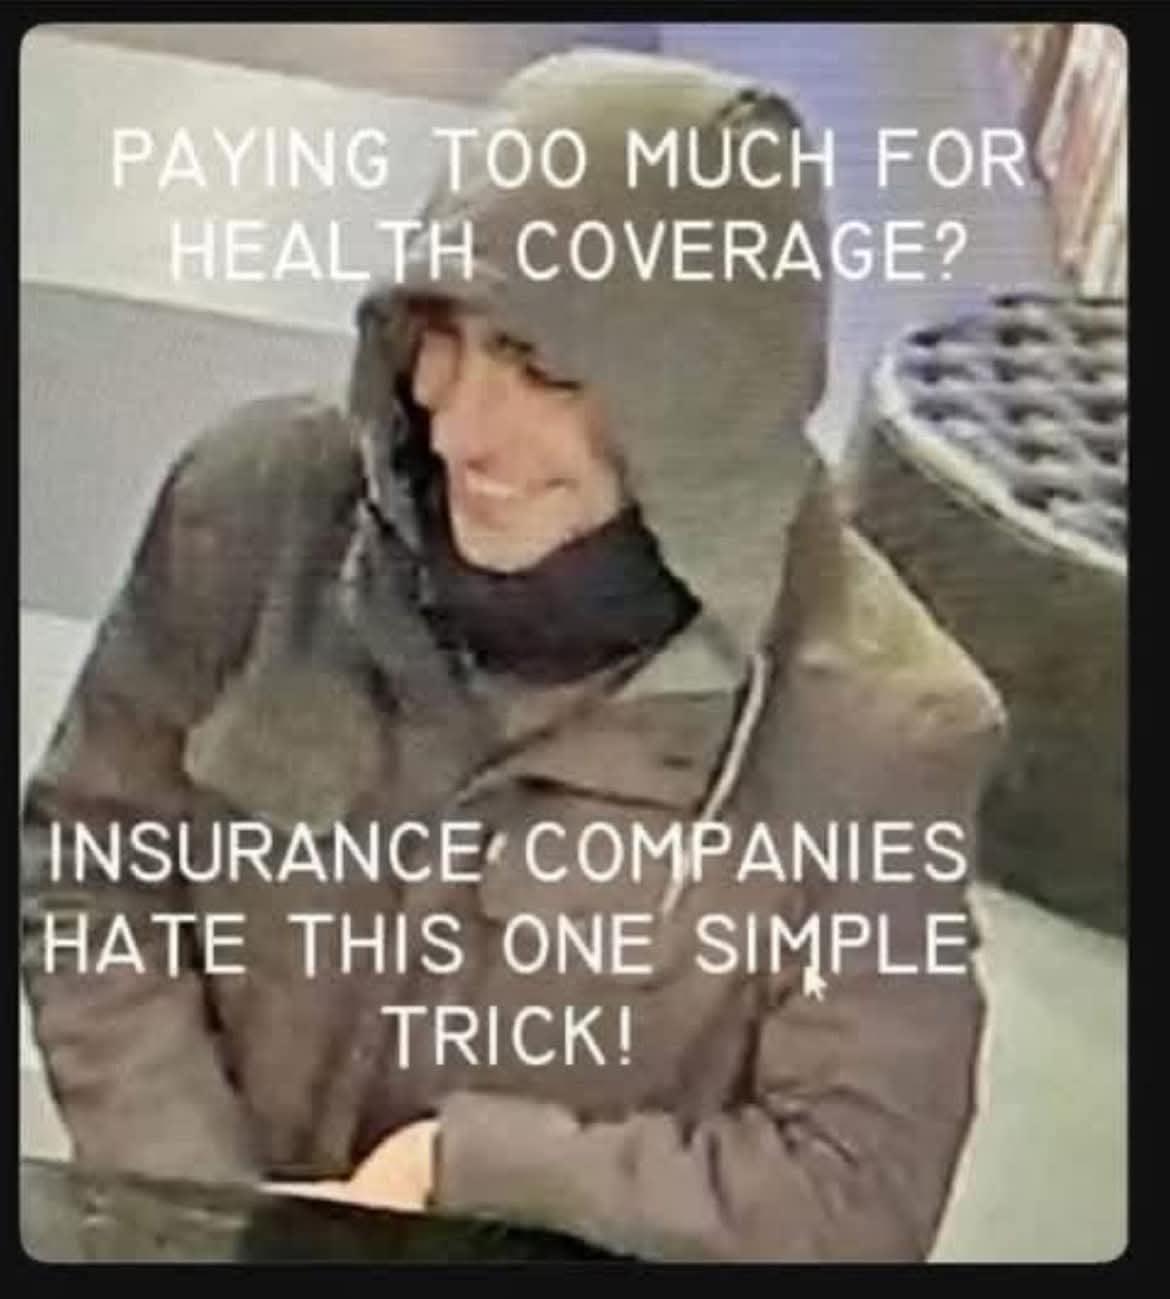 PAYING TOO MUCH FOR
HEALTH COVERAGE?
INSURANCE COMPANIES
HATE THIS ONE SIMPLE
TRICK!